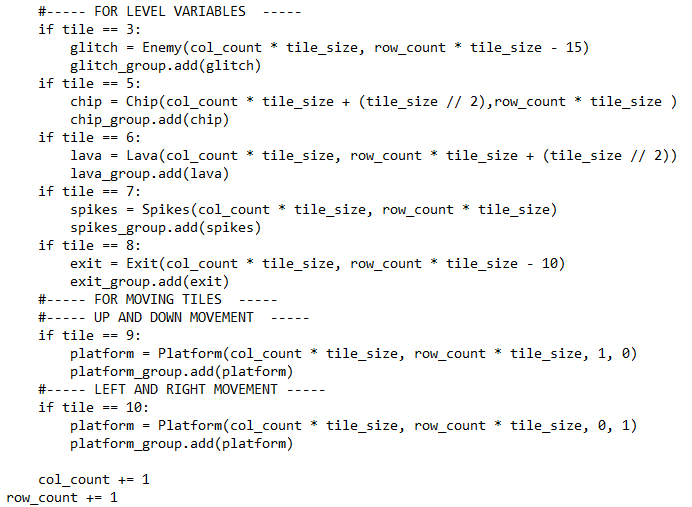 #----- FOR LEVEL VARIABLES  -----
    if tile == 3:
        glitch = Enemy(col_count * tile_size, row_count * tile_size - 15)
        glitch_group.add(glitch)
    if tile == 5:
        chip = Chip(col_count * tile_size + (tile_size // 2),row_count * tile_size )
        chip_group.add(chip)
    if tile == 6:
        lava = Lava(col_count * tile_size, row_count * tile_size + (tile_size // 2))
        lava_group.add(lava)
    if tile == 7:
        spikes = Spikes(col_count * tile_size, row_count * tile_size)
        spikes_group.add(spikes)
    if tile == 8:
        exit = Exit(col_count * tile_size, row_count * tile_size - 10)
        exit_group.add(exit)
    #----- FOR MOVING TILES  -----
    #----- UP AND DOWN MOVEMENT  -----
    if tile == 9:
        platform = Platform(col_count * tile_size, row_count * tile_size, 1, 0)
        platform_group.add(platform)
    #----- LEFT AND RIGHT MOVEMENT -----
    if tile == 10:
        platform = Platform(col_count * tile_size, row_count * tile_size, 0, 1)
        platform_group.add(platform)

    col_count += 1
row_count += 1